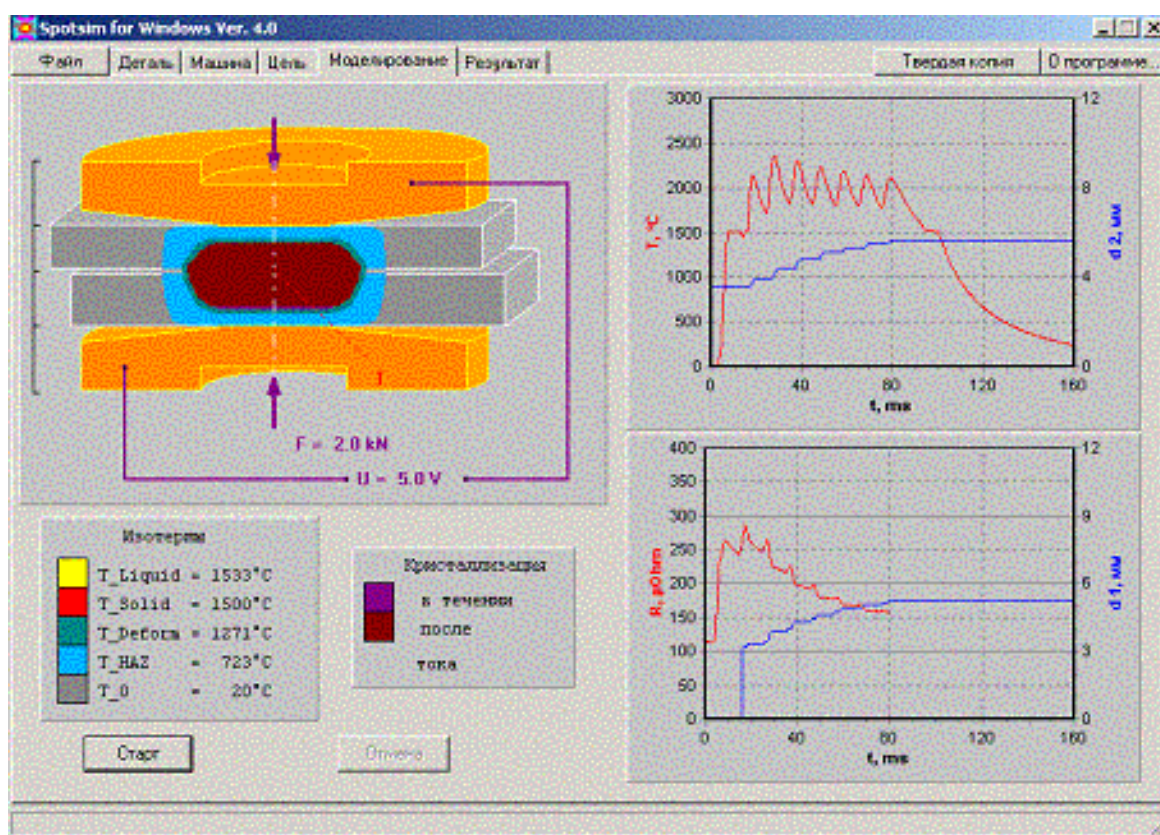 Spotsim for Windows Ver. 4.0
Файл Деталь Машина Цель Моделирование Результат Твердая копия О программе...
F = 2.0 kN
U = 5.0 V
3000
2500
2000
1500
1000
500
0
T, °C
12
8
4
0
d 2, мм
0 40 80 120 160
t, ms
400
350
300
250
200
150
100
50
0
R, µOhm
12
9
6
3
0
d 1, мм
0 40 80 120 160
t, ms
Изотермы
T_Liquid = 1533°C
T_Solid = 1500°C
T_Deform = 1271°C
T_HAZ = 723°C
T_0 = 20°C
Кристаллизация
в течении
после
тока
Старт
Отмена